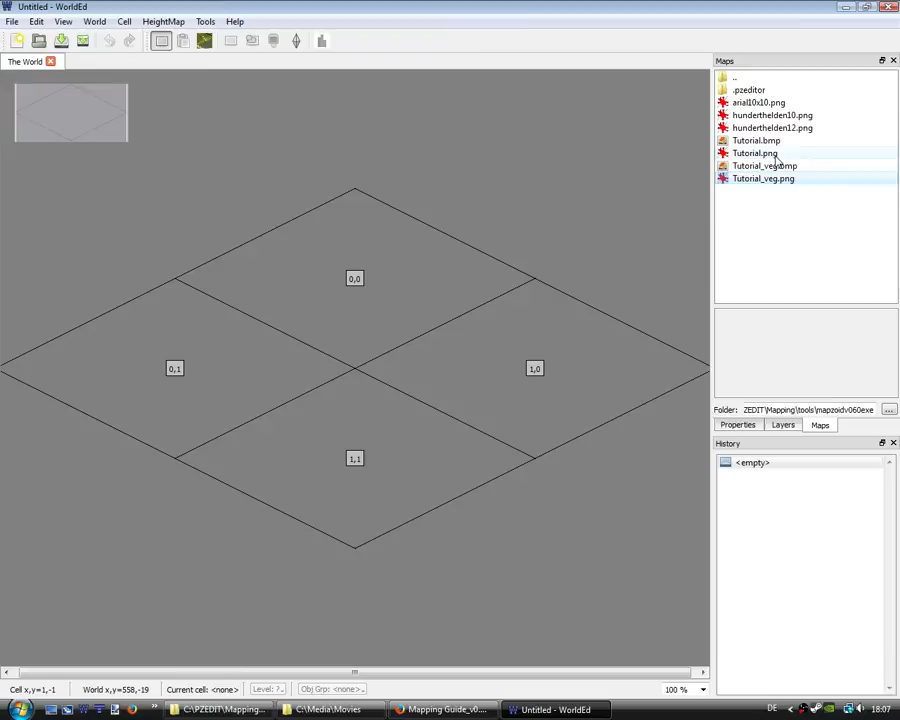 Untitled - WorldEd
File Edit View World Cell HeightMap Tools Help
The World
Maps
..
.pzeditor
arial10x10.png
hunderthelden10.png
hunderthelden12.png
Tutorial.bmp
Tutorial.png
Tutorial_veg.bmp
Tutorial_veg.png
0,0
0,1
1,0
1,1
Folder: ZEDIT\Mapping\tools\mapzoidv060exe ...
Properties Layers Maps
History
<empty>
Cell x,y=1,-1 World x,y=558,-19 Current cell: <none> Level: ? Obj Grp: <none> 100 %
C:\PZEDIT\Mapping... C:\Media\Movies Mapping Guide_v0.... Untitled - WorldEd DE 18:07